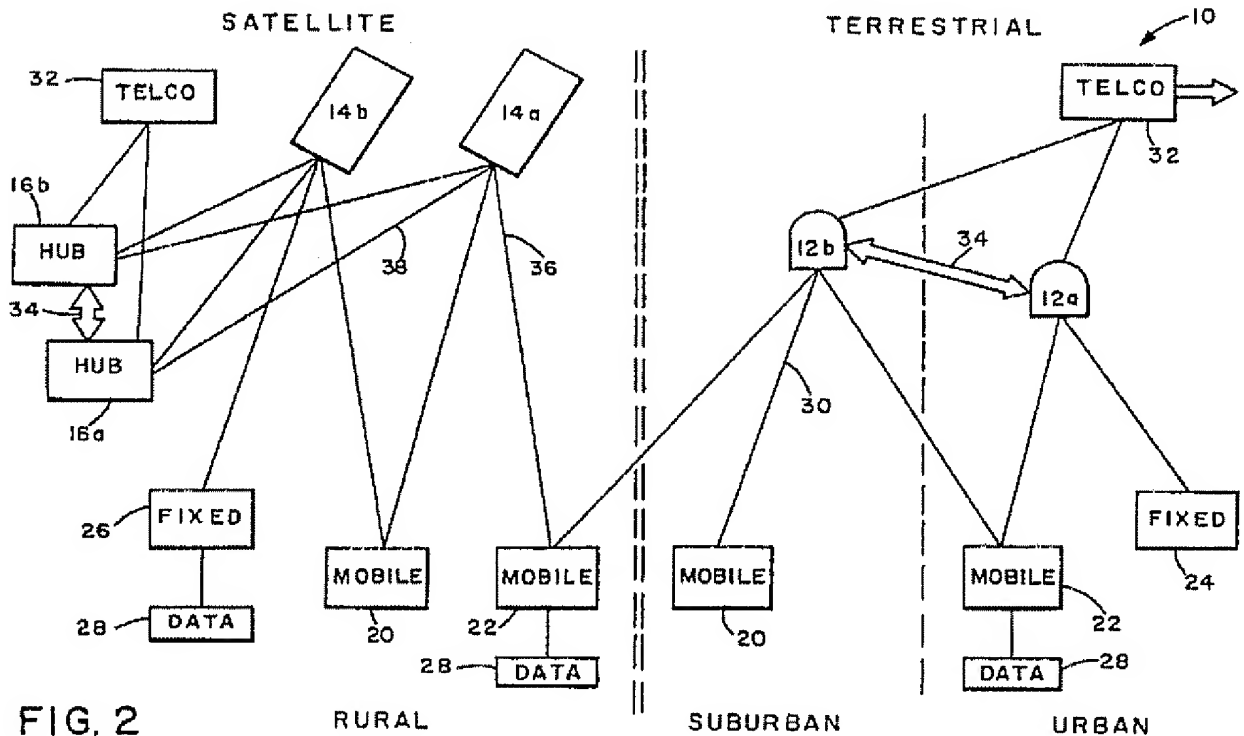 SATELLITE
TERRESTRIAL
10
32
TELCO
14b
14a
TELCO
32
16b
HUB
34
HUB
16a
38
36
12b
34
12a
30
26
FIXED
28
DATA
MOBILE
20
MOBILE
22
28
DATA
MOBILE
20
MOBILE
22
DATA
28
FIXED
24
FIG. 2
RURAL
SUBURBAN
URBAN